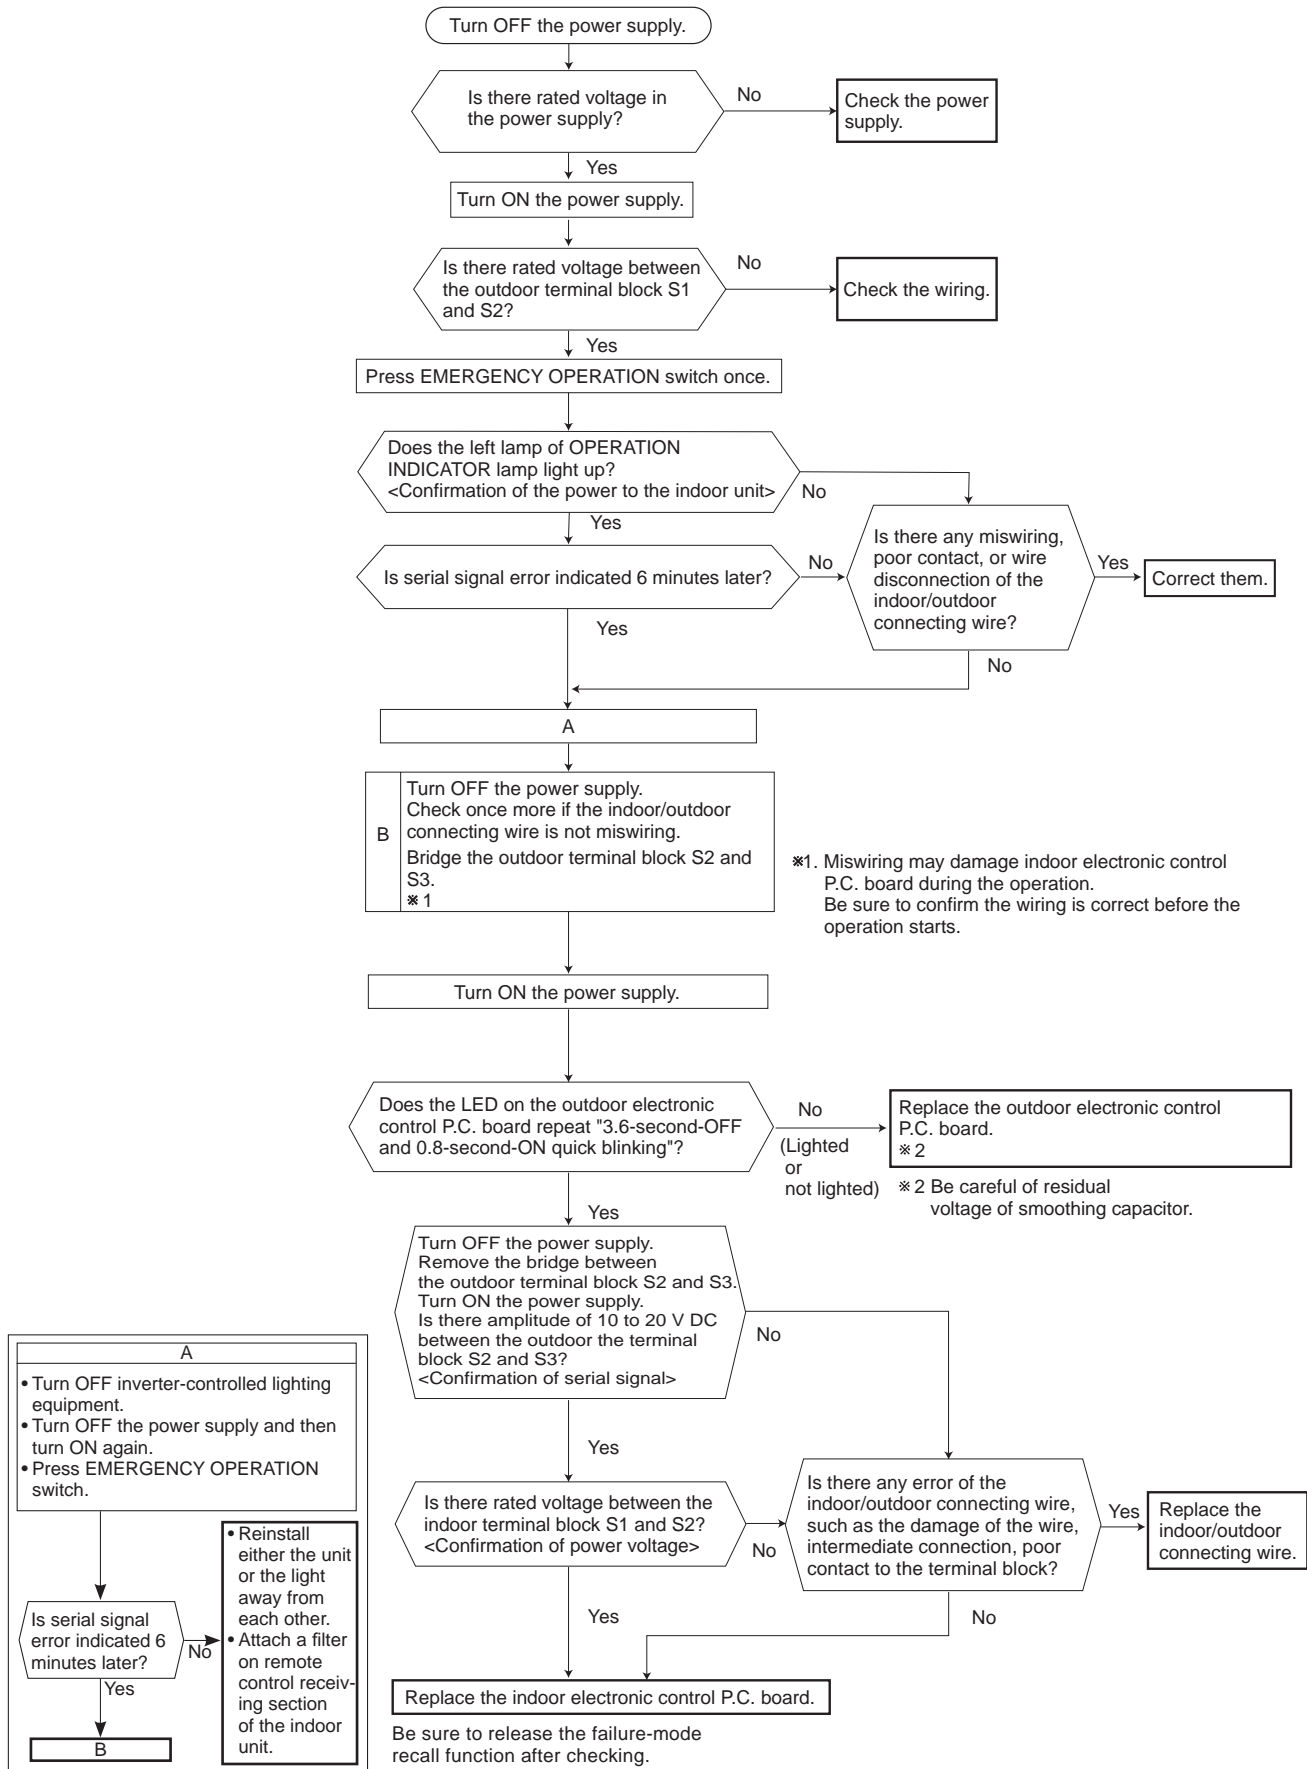 Turn OFF the power supply.
Is there rated voltage in
the power supply?
No
Check the power
supply.
Yes
Turn ON the power supply.
Is there rated voltage between
the outdoor terminal block S1
and S2?
No
Check the wiring.
Yes
Press EMERGENCY OPERATION switch once.
Does the left lamp of OPERATION
INDICATOR lamp light up?
<Confirmation of the power to the indoor unit>
No
Yes
Is serial signal error indicated 6 minutes later?
No
Is there any miswiring,
poor contact, or wire
disconnection of the
indoor/outdoor
connecting wire?
Yes
Correct them.
Yes
No
A
B
Turn OFF the power supply.
Check once more if the indoor/outdoor
connecting wire is not miswiring.
Bridge the outdoor terminal block S2 and
S3.
※ 1
※1. Miswiring may damage indoor electronic control
P.C. board during the operation.
Be sure to confirm the wiring is correct before the
operation starts.
Turn ON the power supply.
Does the LED on the outdoor electronic
control P.C. board repeat "3.6-second-OFF
and 0.8-second-ON quick blinking"?
No
(Lighted
or
not lighted)
Replace the outdoor electronic control
P.C. board.
※ 2
※ 2 Be careful of residual
voltage of smoothing capacitor.
Yes
Turn OFF the power supply.
Remove the bridge between
the outdoor terminal block S2 and S3.
Turn ON the power supply.
Is there amplitude of 10 to 20 V DC
between the outdoor the terminal
block S2 and S3?
<Confirmation of serial signal>
No
Yes
Is there rated voltage between the
indoor terminal block S1 and S2?
<Confirmation of power voltage>
No
Is there any error of the
indoor/outdoor connecting wire,
such as the damage of the wire,
intermediate connection, poor
contact to the terminal block?
Yes
Replace the
indoor/outdoor
connecting wire.
Yes
No
Replace the indoor electronic control P.C. board.
Be sure to release the failure-mode
recall function after checking.
A
• Turn OFF inverter-controlled lighting
equipment.
• Turn OFF the power supply and then
turn ON again.
• Press EMERGENCY OPERATION
switch.
Is serial signal
error indicated 6
minutes later?
No
• Reinstall
either the unit
or the light
away from
each other.
• Attach a filter
on remote
control receiv-
ing section
of the indoor
unit.
Yes
B